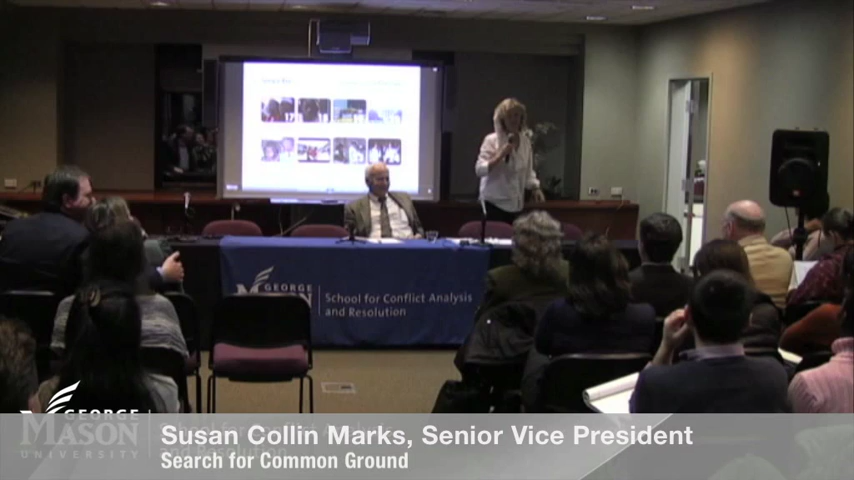 GEORGE
School for Conflict Analysis
and Resolution
GEORGE
MASON
UNIVERSITY
Susan Collin Marks, Senior Vice President
Search for Common Ground